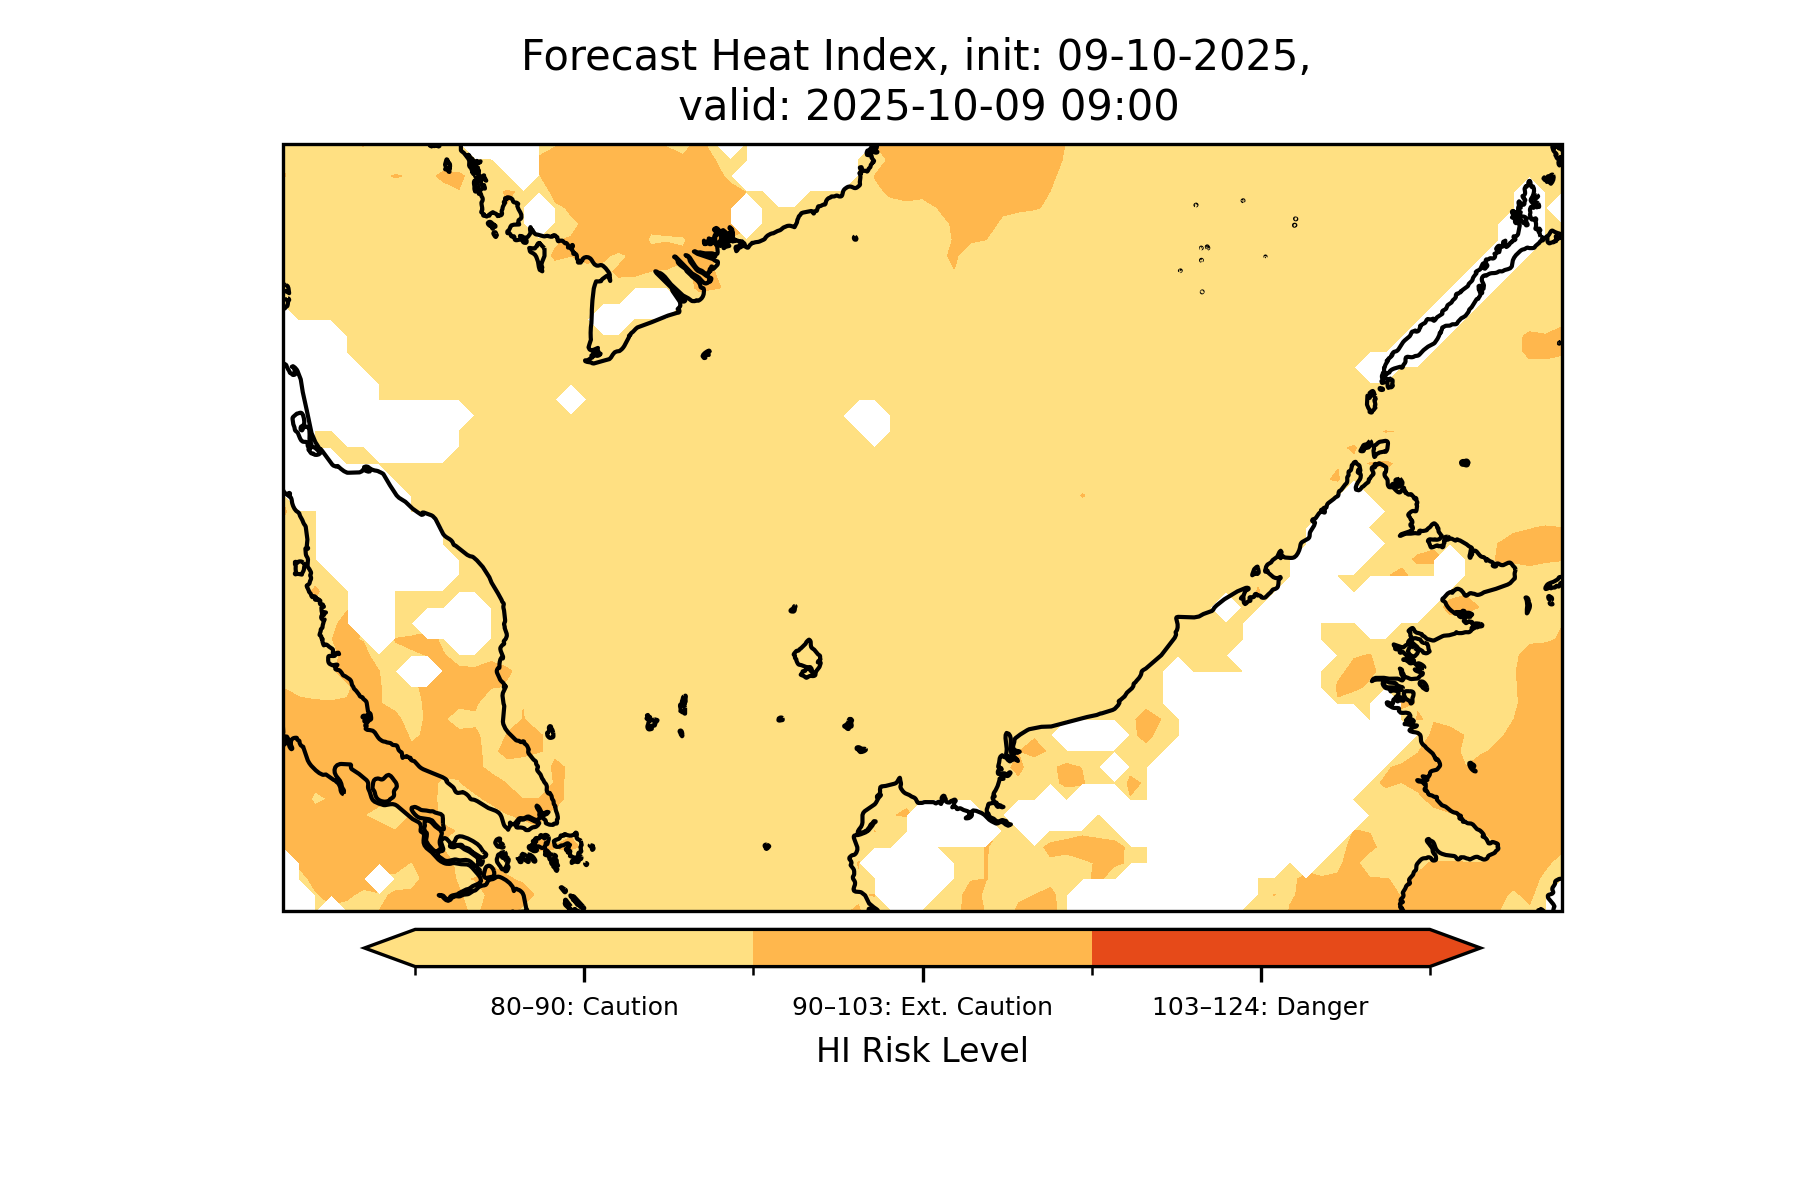 Forecast Heat Index, init: 09-10-2025,
valid: 2025-10-09 09:00
80–90: Caution
90–103: Ext. Caution
103–124: Danger
HI Risk Level